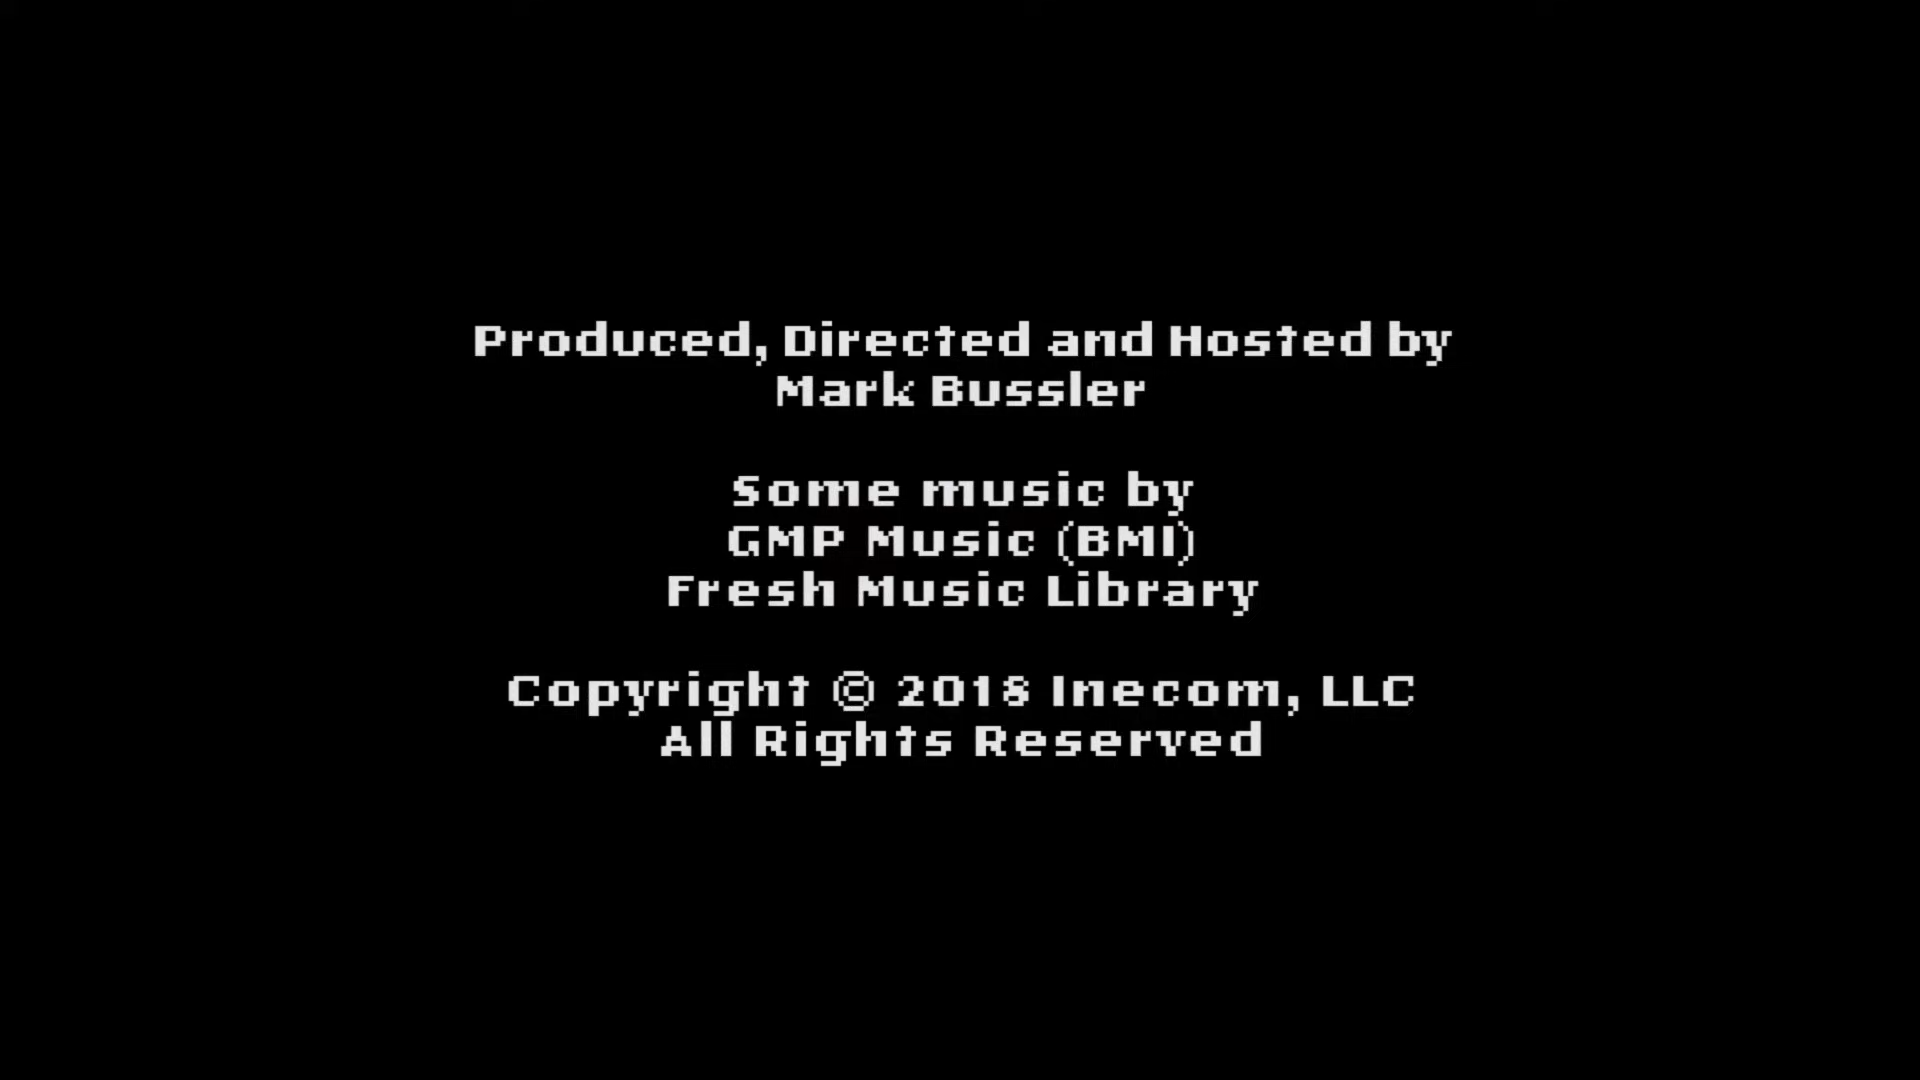 Produced, Directed and Hosted by
Mark Bussler
Some music by
GMP Music (BMI)
Fresh Music Library
Copyright © 2018 Inecom, LLC
All Rights Reserved